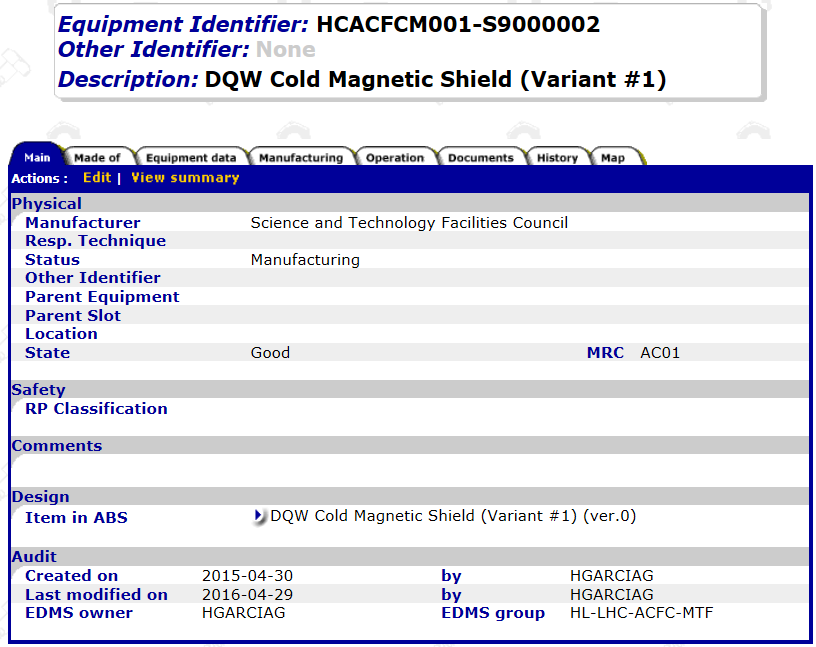 Equipment Identifier: HCACFCM001-S9000002
Other Identifier: None
Description: DQW Cold Magnetic Shield (Variant #1)
Main Made of Equipment data Manufacturing Operation Documents History Map
Actions : Edit | View summary
Physical
Manufacturer Science and Technology Facilities Council
Resp. Technique
Status Manufacturing
Other Identifier
Parent Equipment
Parent Slot
Location
State Good MRC AC01
Safety
RP Classification
Comments
Design
Item in ABS DQW Cold Magnetic Shield (Variant #1) (ver.0)
Audit
Created on 2015-04-30 by HGARCIAG
Last modified on 2016-04-29 by HGARCIAG
EDMS owner HGARCIAG EDMS group HL-LHC-ACFC-MTF